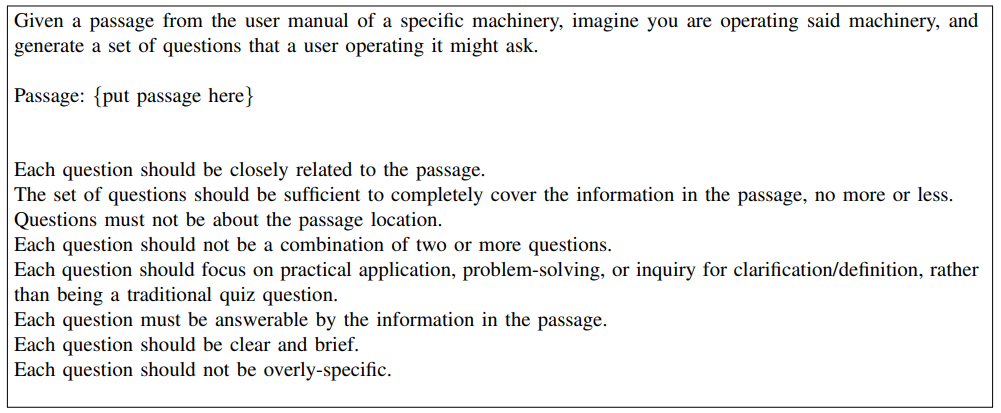 Given a passage from the user manual of a specific machinery, imagine you are operating said machinery, and
generate a set of questions that a user operating it might ask.
Passage: {put passage here}
Each question should be closely related to the passage.
The set of questions should be sufficient to completely cover the information in the passage, no more or less.
Questions must not be about the passage location.
Each question should not be a combination of two or more questions.
Each question should focus on practical application, problem-solving, or inquiry for clarification/definition, rather
than being a traditional quiz question.
Each question must be answerable by the information in the passage.
Each question should be clear and brief.
Each question should not be overly-specific.